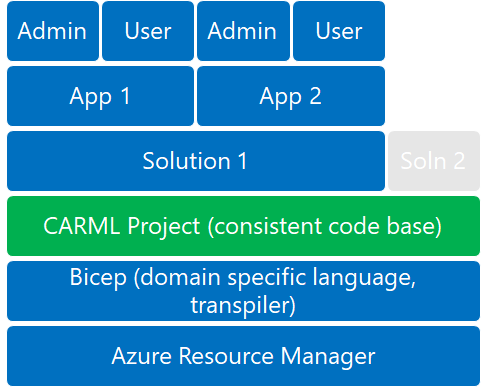 Admin User Admin User
App 1 App 2
Solution 1 Soln 2
CARML Project (consistent code base)
Bicep (domain specific language,
transpiler)
Azure Resource Manager